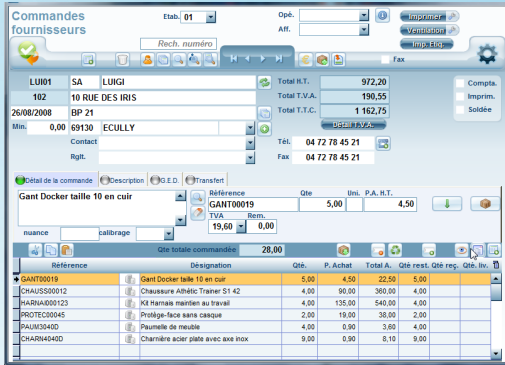 Commandes fournisseurs
Etab. 01
Opé.
Aff.
Imprimer
Ventilation
Imp. Etiq.
Rech. numéro
Fax
LUI01 SA LUIGI
102 10 RUE DES IRIS
26/08/2008 BP 21
Min. 0,00 69130 ECULLY
Contact
Rglt.
Total H.T. 972,20
Total T.V.A. 190,55
Total T.T.C. 1 162,75
Détail T.V.A.
Tél. 04 72 78 45 21
Fax 04 72 78 45 21
Compta.
Imprim.
Soldée
Détail de la commande Description G.E.D. Transfert
Gant Docker taille 10 en cuir
nuance calibrage
Référence Qte Uni. P.A. H.T.
GANT00019 5,00 4,50
TVA Rem.
19,60 0,00
Qte totale commandée 28,00
Référence Désignation Qté. P. Achat Total A. Qté rest. Qté reç. Qté. liv.
GANT00019 Gant Docker taille 10 en cuir 5,00 4,50 22,50 5,00
CHAUSS00012 Chaussure Athétic Trainer S1 42 4,00 90,00 360,00 4,00
HARNAI000123 Kit Harnais maintien au travail 4,00 135,00 540,00 4,00
PROTEC00045 Protège-face sans casque 2,00 19,00 38,00 2,00
PAUM3040D Paumelle de meuble 4,00 0,90 3,60 4,00
CHARN4040D Charnière acier plate avec axe inox 9,00 0,90 8,10 9,00